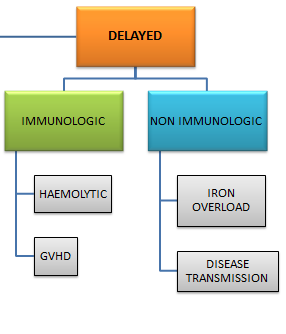 DELAYED
IMMUNOLOGIC
NON IMMUNOLOGIC
HAEMOLYTIC
IRON
OVERLOAD
GVHD
DISEASE
TRANSMISSION